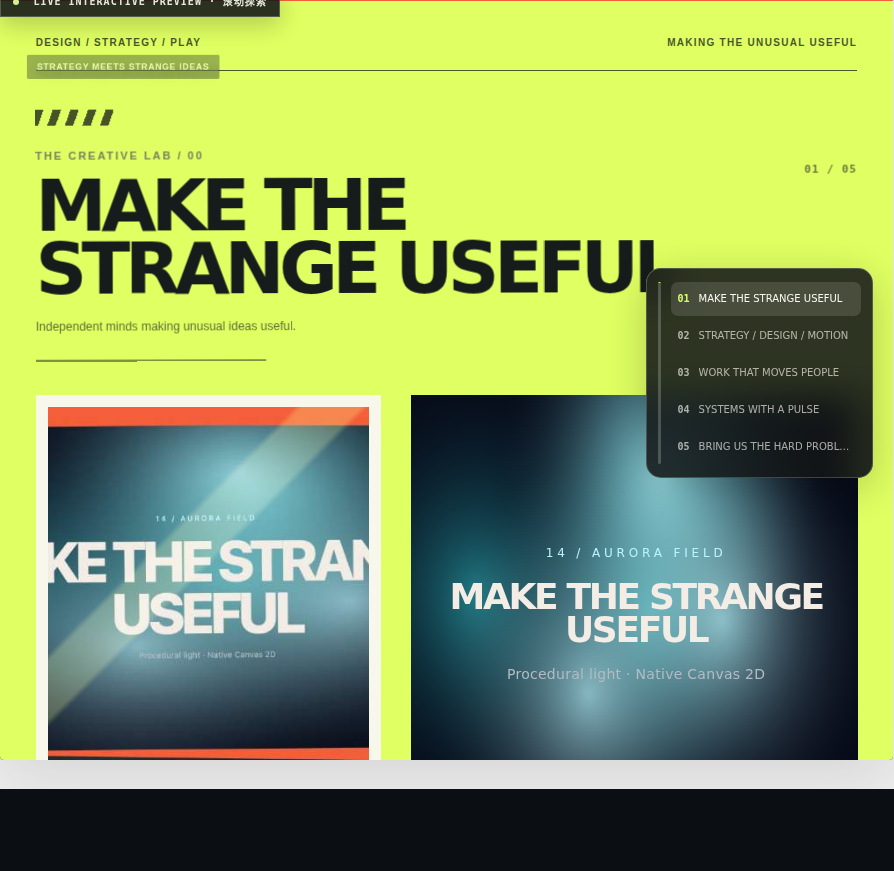 LIVE INTERACTIVE PREVIEW · 滚动探索
DESIGN / STRATEGY / PLAY
MAKING THE UNUSUAL USEFUL
STRATEGY MEETS STRANGE IDEAS
THE CREATIVE LAB / 00
01 / 05
MAKE THE
STRANGE USEFUL
Independent minds making unusual ideas useful.
01 MAKE THE STRANGE USEFUL
02 STRATEGY / DESIGN / MOTION
03 WORK THAT MOVES PEOPLE
04 SYSTEMS WITH A PULSE
05 BRING US THE HARD PROBL...
14 / AURORA FIELD
KE THE STRAN
USEFUL
Procedural light · Native Canvas 2D
14 / AURORA FIELD
MAKE THE STRANGE
USEFUL
Procedural light · Native Canvas 2D